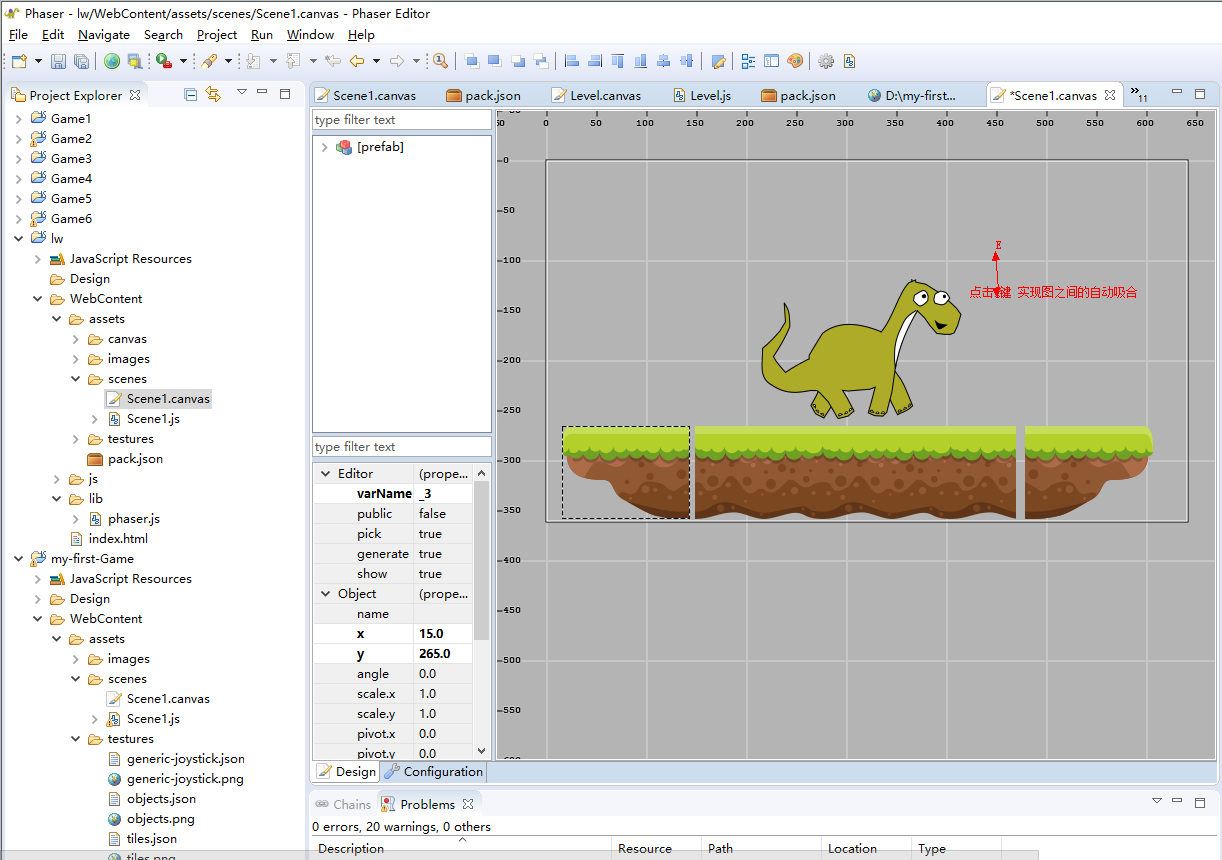 Phaser - lw/WebContent/assets/scenes/Scene1.canvas - Phaser Editor
File Edit Navigate Search Project Run Window Help
Project Explorer
Game1
Game2
Game3
Game4
Game5
Game6
lw
JavaScript Resources
Design
WebContent
assets
canvas
images
scenes
Scene1.canvas
Scene1.js
testures
pack.json
js
lib
phaser.js
index.html
my-first-Game
JavaScript Resources
Design
WebContent
assets
images
scenes
Scene1.canvas
Scene1.js
testures
generic-joystick.json
generic-joystick.png
objects.json
objects.png
tiles.json
tiles.png
Scene1.canvas pack.json Level.canvas Level.js pack.json D:\my-first... *Scene1.canvas 11
type filter text
[prefab]
type filter text
Editor (prope...
varName _3
public false
pick true
generate true
show true
Object (prope...
name
x 15.0
y 265.0
angle 0.0
scale.x 1.0
scale.y 1.0
pivot.x 0.0
pivot.y 0.0
Design Configuration
0 50 100 150 200 250 300 350 400 450 500 550 600 650
0
50
100
150
200
250
300
350
400
450
500
550
600
E
点击 键 实现图之间的自动吸合
Chains Problems
0 errors, 20 warnings, 0 others
Description Resource Path Location Type